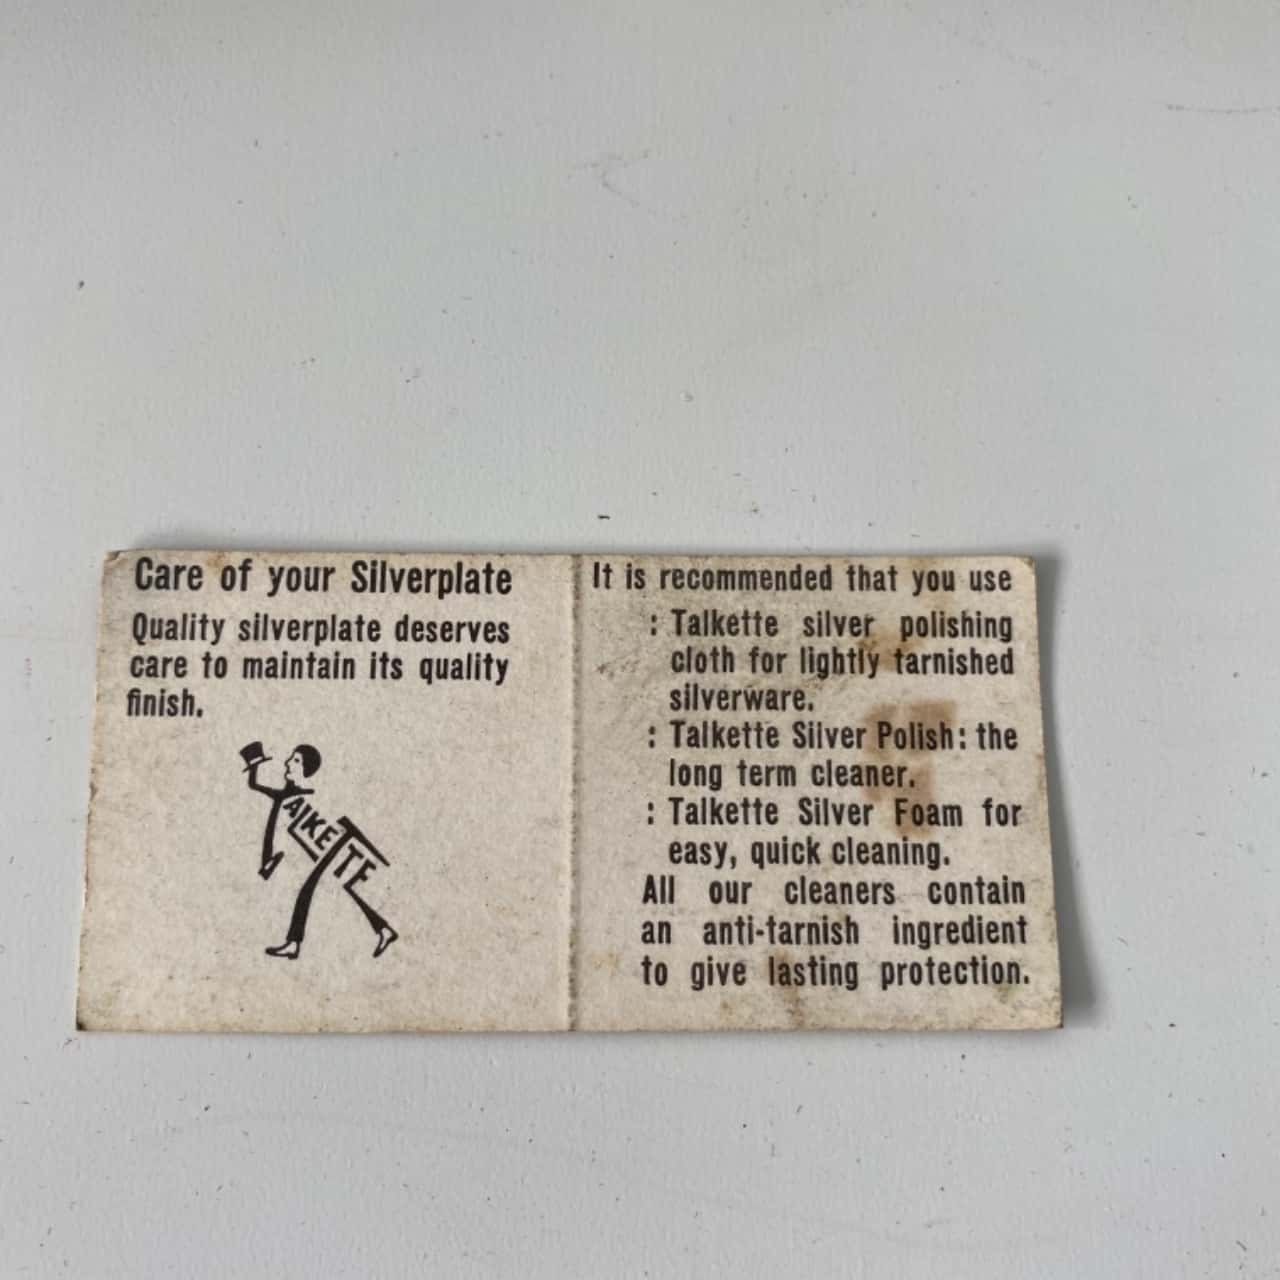 Care of your Silverplate
Quality silverplate deserves
care to maintain its quality
finish.
TALKETTE
It is recommended that you use
: Talkette silver polishing
cloth for lightly tarnished
silverware.
: Talkette Silver Polish: the
long term cleaner.
: Talkette Silver Foam for
easy, quick cleaning.
All our cleaners contain
an anti-tarnish ingredient
to give lasting protection.